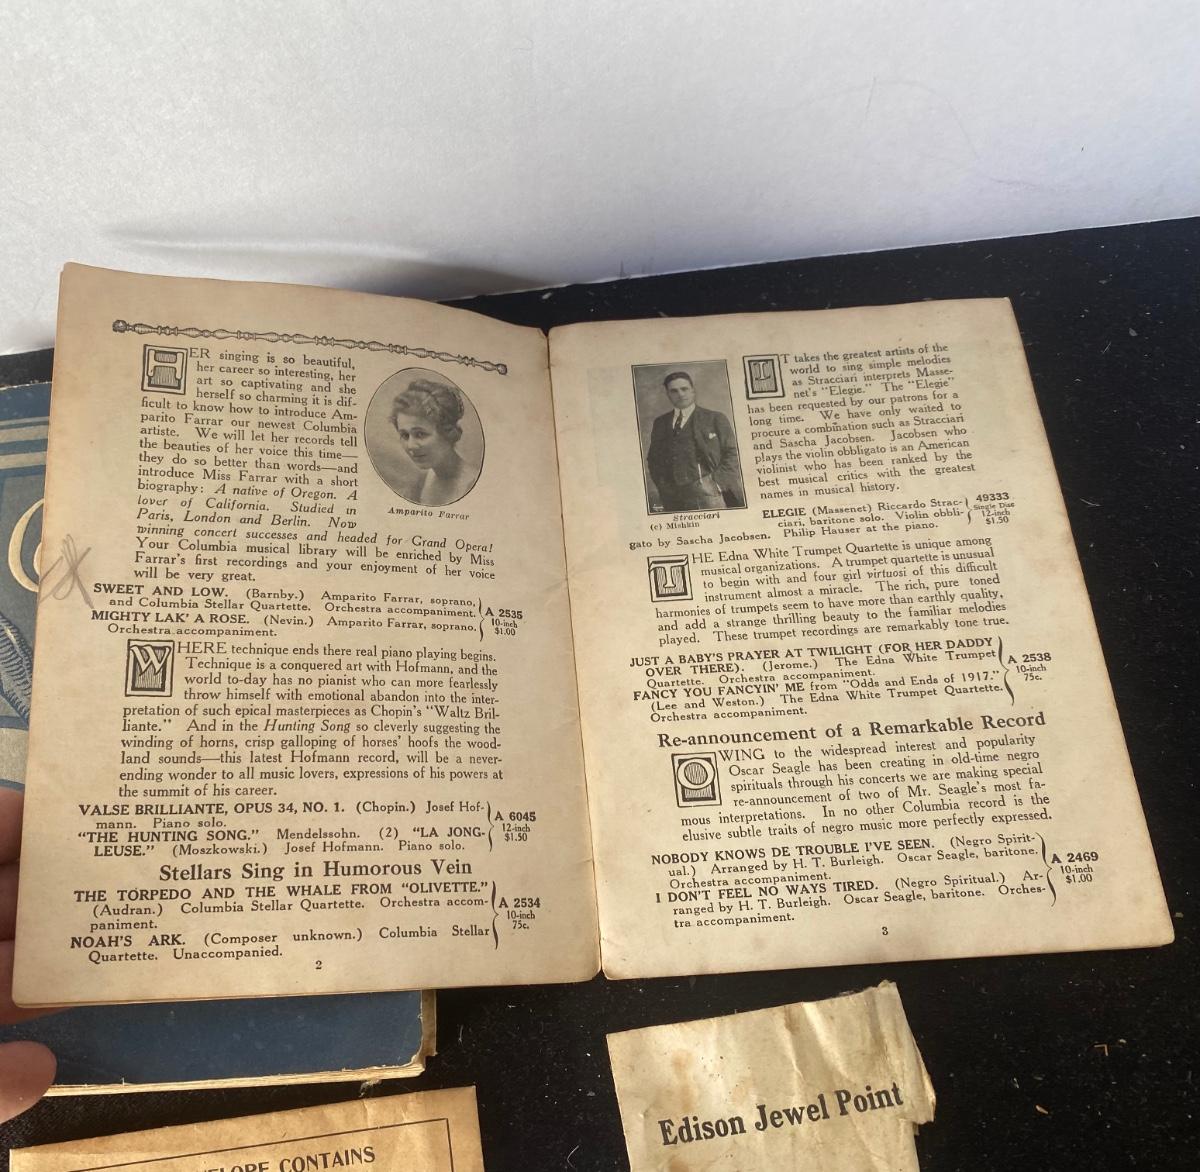 HER singing is so beautiful,
her career so interesting, her
art so captivating and she
herself so charming it is dif-
ficult to know how to introduce Am-
parito Farrar our newest Columbia
artiste. We will let her records tell
the beauties of her voice this time—
they do so better than words—and
introduce Miss Farrar with a short
biography: A native of Oregon. A
lover of California. Studied in
Paris, London and Berlin. Now
winning concert successes and headed for Grand Opera!
Your Columbia musical library will be enriched by Miss
Farrar's first recordings and your enjoyment of her voice
will be very great.
Amparito Farrar
SWEET AND LOW. (Barnby.) Amparito Farrar, soprano,
and Columbia Stellar Quartette. Orchestra accompaniment.
MIGHTY LAK' A ROSE. (Nevin.) Amparito Farrar, soprano.
Orchestra accompaniment.
A 2535
10-inch
$1.00
WHERE technique ends there real piano playing begins.
Technique is a conquered art with Hofmann, and the
world to-day has no pianist who can more fearlessly
throw himself with emotional abandon into the inter-
pretation of such epical masterpieces as Chopin's "Waltz Bril-
liante." And in the Hunting Song so cleverly suggesting the
winding of horns, crisp galloping of horses' hoofs the wood-
land sounds—this latest Hofmann record, will be a never-
ending wonder to all music lovers, expressions of his powers at
the summit of his career.
VALSE BRILLIANTE, OPUS 34, NO. 1. (Chopin.) Josef Hof-
mann. Piano solo.
"THE HUNTING SONG." Mendelssohn. (2) "LA JONG-
LEUSE." (Moszkowski.) Josef Hofmann. Piano solo.
A 6045
12-inch
$1.50
Stellars Sing in Humorous Vein
THE TORPEDO AND THE WHALE FROM "OLIVETTE."
(Audran.) Columbia Stellar Quartette. Orchestra accom-
paniment.
NOAH'S ARK. (Composer unknown.) Columbia Stellar
Quartette. Unaccompanied.
A 2534
10-inch
75c.
2
Stracciari
(c) Mishkin
IT takes the greatest artists of the
world to sing simple melodies
as Stracciari interprets Masse-
net's "Elegie." The "Elegie"
has been requested by our patrons for a
long time. We have only waited to
procure a combination such as Stracciari
and Sascha Jacobsen. Jacobsen who
plays the violin obbligato is an American
violinist who has been ranked by the
best musical critics with the greatest
names in musical history.
ELEGIE (Massenet) Riccardo Strac-
ciari, baritone solo. Violin obbli-
gato by Sascha Jacobsen. Philip Hauser at the piano.
49333
Single Disc
12-inch
$1.50
THE Edna White Trumpet Quartette is unique among
musical organizations. A trumpet quartette is unusual
to begin with and four girl virtuosi of this difficult
instrument almost a miracle. The rich, pure toned
harmonies of trumpets seem to have more than earthly quality,
and add a strange thrilling beauty to the familiar melodies
played. These trumpet recordings are remarkably tone true.
JUST A BABY'S PRAYER AT TWILIGHT (FOR HER DADDY
OVER THERE). (Jerome.) The Edna White Trumpet
Quartette. Orchestra accompaniment.
FANCY YOU FANCYIN' ME from "Odds and Ends of 1917."
(Lee and Weston.) The Edna White Trumpet Quartette.
Orchestra accompaniment.
A 2538
10-inch
75c.
Re-announcement of a Remarkable Record
OWING to the widespread interest and popularity
Oscar Seagle has been creating in old-time negro
spirituals through his concerts we are making special
re-announcement of two of Mr. Seagle's most fa-
mous interpretations. In no other Columbia record is the
elusive subtle traits of negro music more perfectly expressed.
NOBODY KNOWS DE TROUBLE I'VE SEEN. (Negro Spirit-
ual.) Arranged by H. T. Burleigh. Oscar Seagle, baritone.
Orchestra accompaniment.
I DON'T FEEL NO WAYS TIRED. (Negro Spiritual.) Ar-
ranged by H. T. Burleigh. Oscar Seagle, baritone. Orches-
tra accompaniment.
A 2469
10-inch
$1.00
3
Edison Jewel Point
CONTAINS